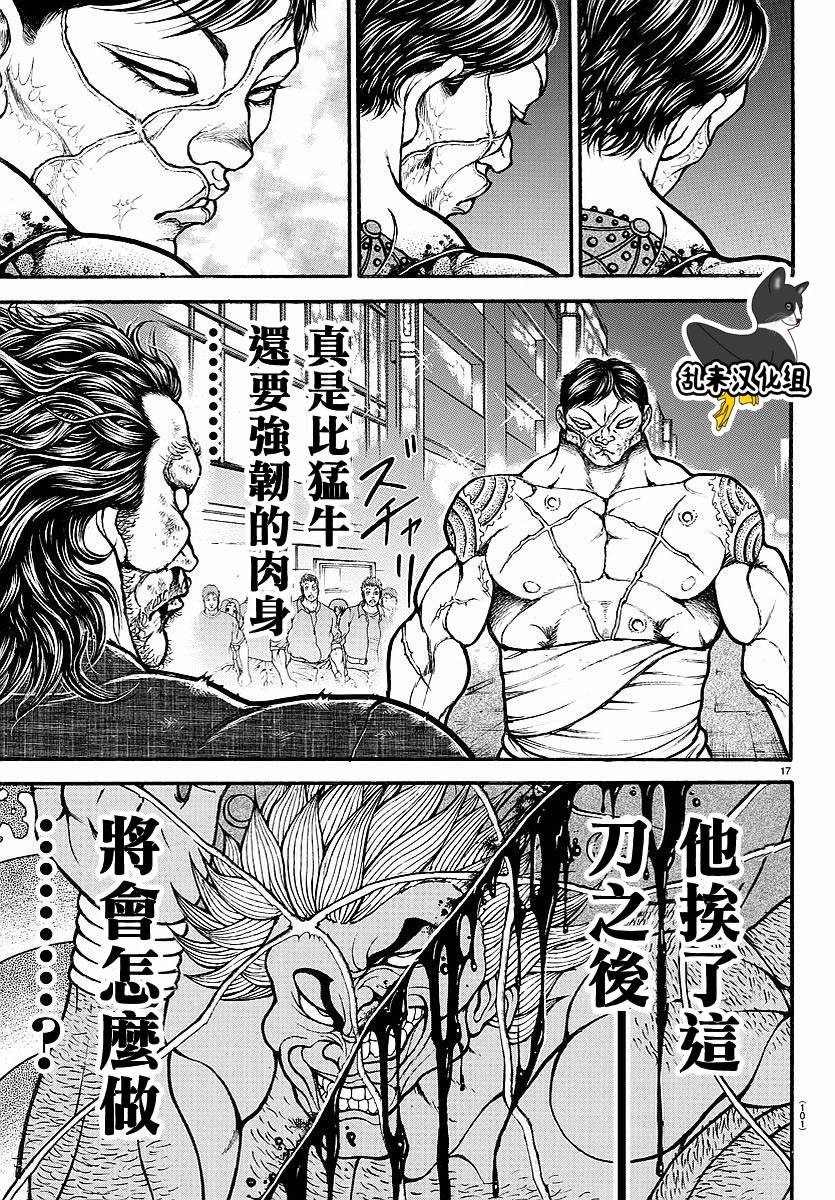 乱来汉化组
真是比猛牛
還要強韌的肉身
………
ズチャッ
17
他挨了這
刀之後
——
將會怎麼做
………？
(101)